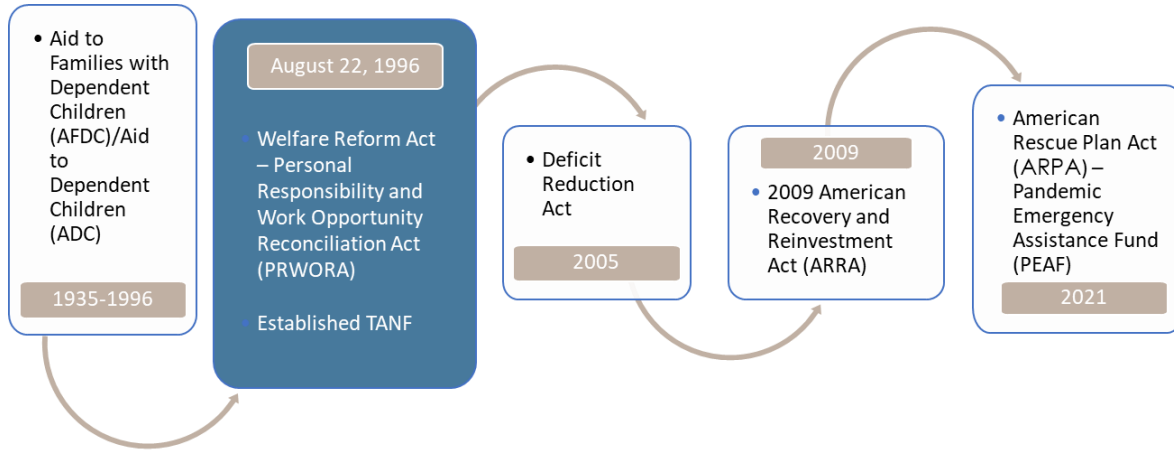 • Aid to
Families with
Dependent
Children
(AFDC)/Aid
to
Dependent
Children
(ADC)
1935-1996
August 22, 1996
• Welfare Reform Act
– Personal
Responsibility and
Work Opportunity
Reconciliation Act
(PRWORA)
• Established TANF
• Deficit
Reduction
Act
2005
2009
• 2009 American
Recovery and
Reinvestment
Act (ARRA)
• American
Rescue Plan Act
(ARPA) –
Pandemic
Emergency
Assistance Fund
(PEAF)
2021